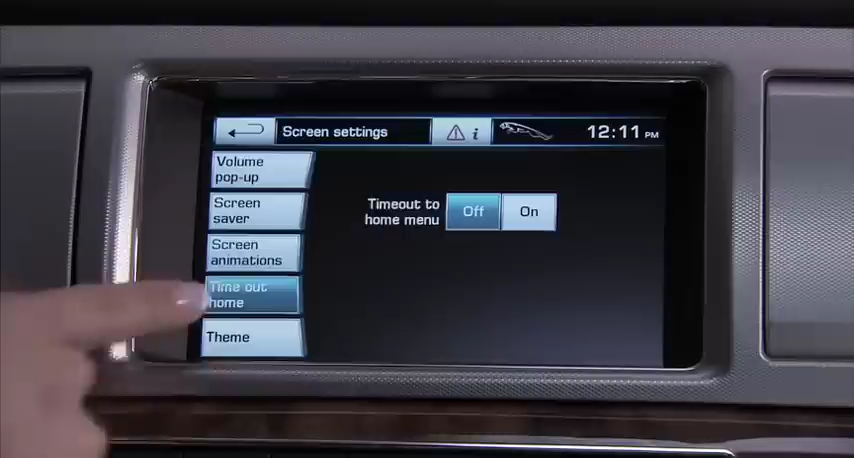 Screen settings
i
12:11 PM
Volume
pop-up
Screen
saver
Screen
animations
Time out
home
Theme
Timeout to
home menu
Off
On